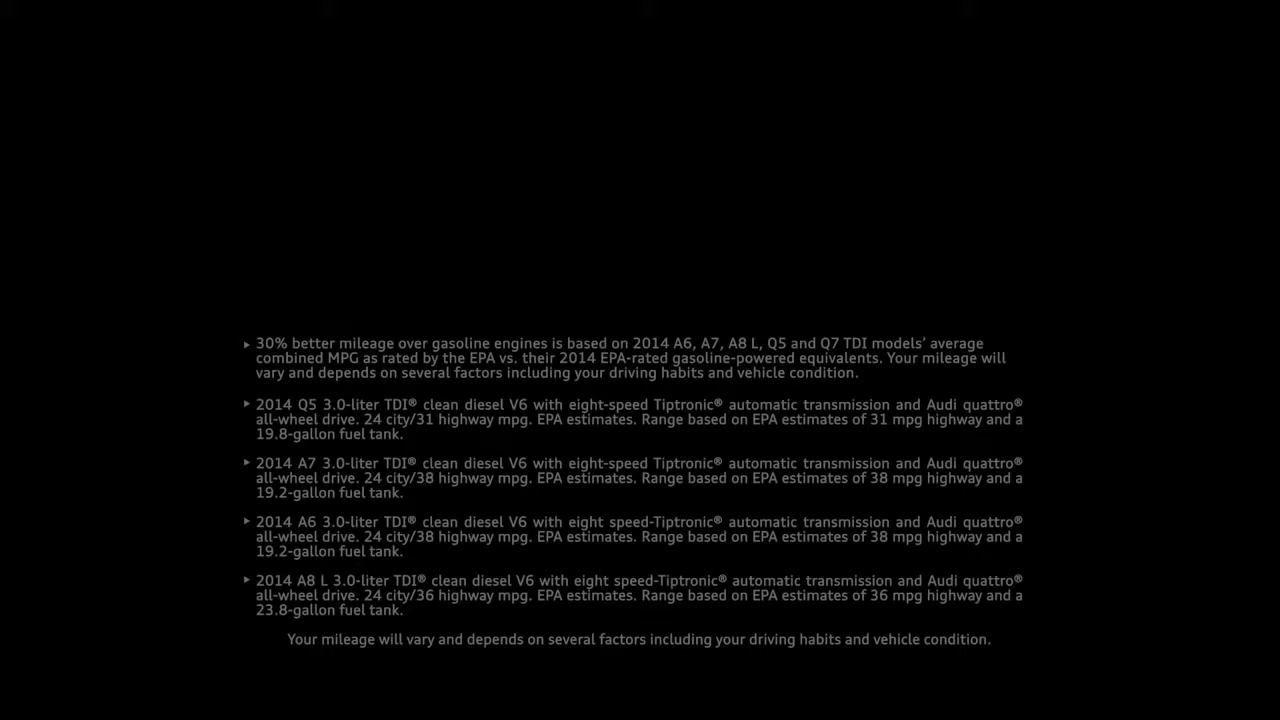 ▸ 30% better mileage over gasoline engines is based on 2014 A6, A7, A8 L, Q5 and Q7 TDI models’ average
combined MPG as rated by the EPA vs. their 2014 EPA-rated gasoline-powered equivalents. Your mileage will
vary and depends on several factors including your driving habits and vehicle condition.
▸ 2014 Q5 3.0-liter TDI® clean diesel V6 with eight-speed Tiptronic® automatic transmission and Audi quattro®
all-wheel drive. 24 city/31 highway mpg. EPA estimates. Range based on EPA estimates of 31 mpg highway and a
19.8-gallon fuel tank.
▸ 2014 A7 3.0-liter TDI® clean diesel V6 with eight-speed Tiptronic® automatic transmission and Audi quattro®
all-wheel drive. 24 city/38 highway mpg. EPA estimates. Range based on EPA estimates of 38 mpg highway and a
19.2-gallon fuel tank.
▸ 2014 A6 3.0-liter TDI® clean diesel V6 with eight speed-Tiptronic® automatic transmission and Audi quattro®
all-wheel drive. 24 city/38 highway mpg. EPA estimates. Range based on EPA estimates of 38 mpg highway and a
19.2-gallon fuel tank.
▸ 2014 A8 L 3.0-liter TDI® clean diesel V6 with eight speed-Tiptronic® automatic transmission and Audi quattro®
all-wheel drive. 24 city/36 highway mpg. EPA estimates. Range based on EPA estimates of 36 mpg highway and a
23.8-gallon fuel tank.
Your mileage will vary and depends on several factors including your driving habits and vehicle condition.